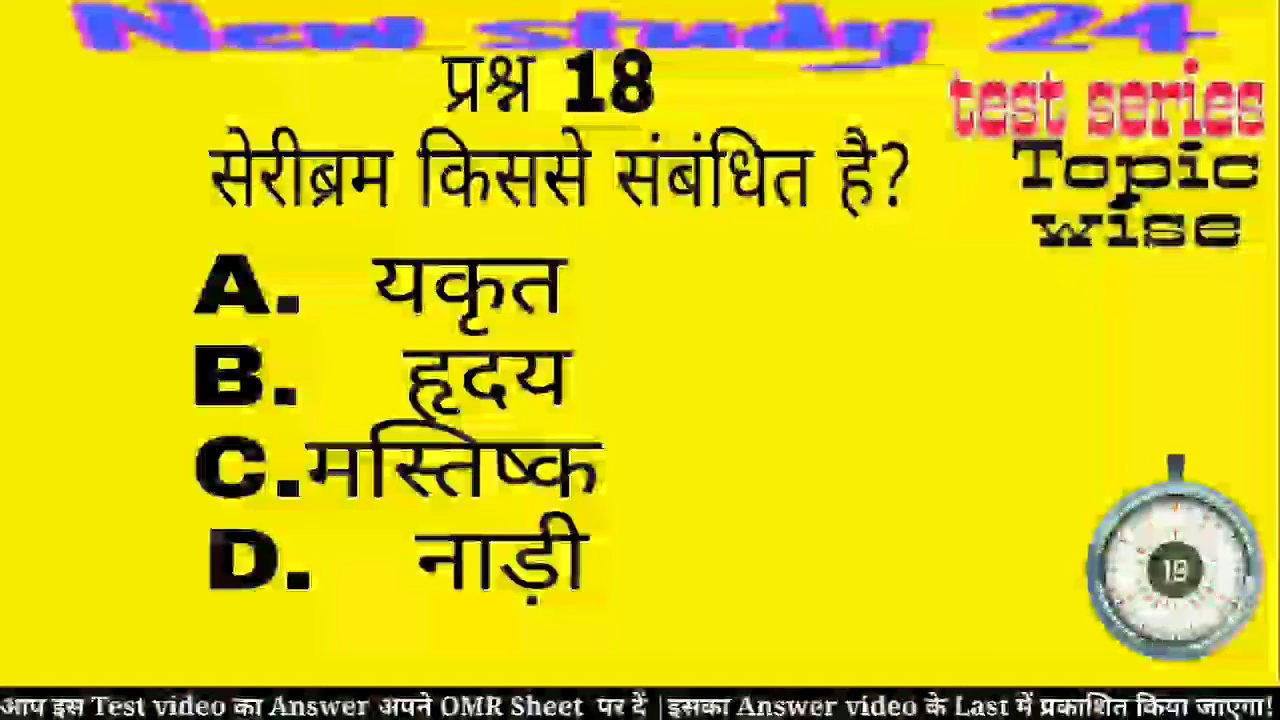 New study 24
प्रश्न 18
test series
सेरीब्रम किससे संबंधित है?
Topic
wise
A. यकृत
B. हृदय
C.मस्तिष्क
D. नाड़ी
आप इस Test video का Answer अपने OMR Sheet पर दें |इसका Answer video के Last में प्रकाशित किया जाएगा!